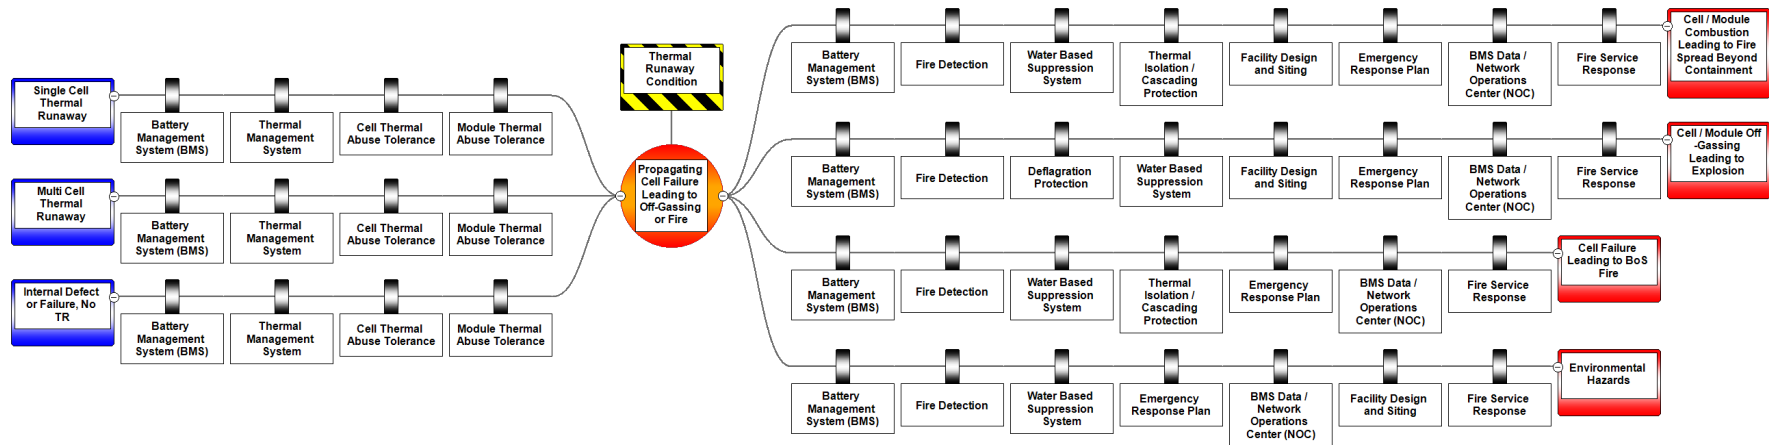 Single Cell
Thermal
Runaway
Battery
Management
System (BMS)
Thermal
Management
System
Cell Thermal
Abuse Tolerance
Module Thermal
Abuse Tolerance
Multi Cell
Thermal
Runaway
Battery
Management
System (BMS)
Thermal
Management
System
Cell Thermal
Abuse Tolerance
Module Thermal
Abuse Tolerance
Internal Defect
or Failure, No
TR
Battery
Management
System (BMS)
Thermal
Management
System
Cell Thermal
Abuse Tolerance
Module Thermal
Abuse Tolerance
Thermal
Runaway
Condition
Propagating
Cell Failure
Leading to
Off-Gassing
or Fire
Battery
Management
System (BMS)
Fire Detection
Water Based
Suppression
System
Thermal
Isolation /
Cascading
Protection
Facility Design
and Siting
Emergency
Response Plan
BMS Data /
Network
Operations
Center (NOC)
Fire Service
Response
Cell / Module
Combustion
Leading to Fire
Spread Beyond
Containment
Battery
Management
System (BMS)
Fire Detection
Deflagration
Protection
Water Based
Suppression
System
Facility Design
and Siting
Emergency
Response Plan
BMS Data /
Network
Operations
Center (NOC)
Fire Service
Response
Cell / Module Off
-Gassing
Leading to
Explosion
Battery
Management
System (BMS)
Fire Detection
Water Based
Suppression
System
Thermal
Isolation /
Cascading
Protection
Emergency
Response Plan
BMS Data /
Network
Operations
Center (NOC)
Fire Service
Response
Cell Failure
Leading to BoS
Fire
Battery
Management
System (BMS)
Fire Detection
Water Based
Suppression
System
Emergency
Response Plan
BMS Data /
Network
Operations
Center (NOC)
Facility Design
and Siting
Fire Service
Response
Environmental
Hazards